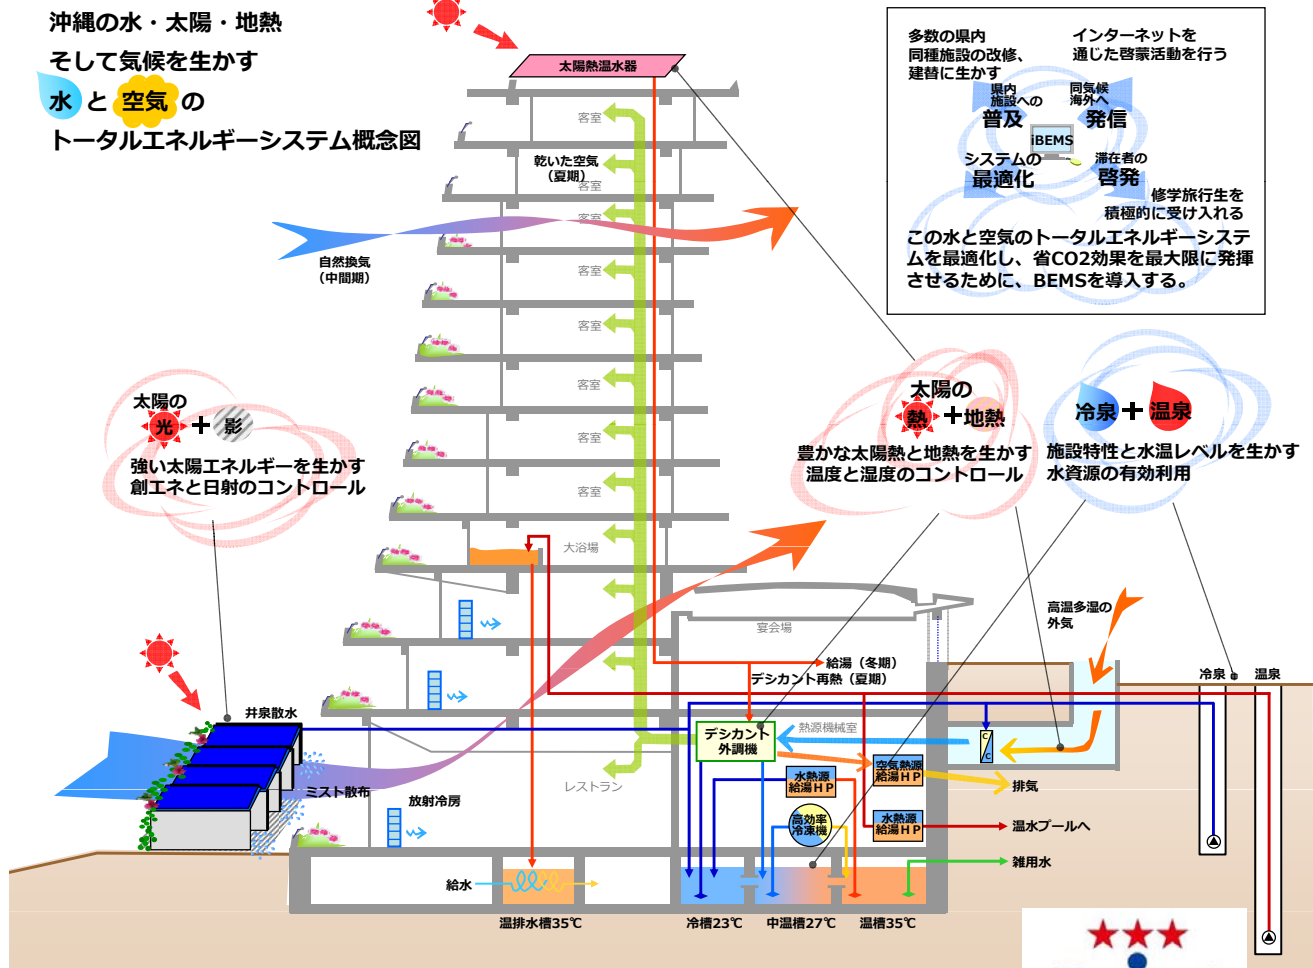 沖縄の水・太陽・地熱
そして気候を生かす
水 と 空気 の
トータルエネルギーシステム概念図
太陽熱温水器
多数の県内
同種施設の改修、
建替に生かす
インターネットを
通じた啓蒙活動を行う
県内
施設への
普及
同気候
海外へ
発信
iBEMS
システムの
最適化
滞在者の
啓発
修学旅行生を
積極的に受け入れる
この水と空気のトータルエネルギーシステ
ムを最適化し、省CO2効果を最大限に発揮
させるために、BEMSを導入する。
客室
乾いた空気
（夏期）
客室
客室
自然換気
（中間期）
客室
客室
客室
客室
客室
大浴場
太陽の
光 + 影
強い太陽エネルギーを生かす
創エネと日射のコントロール
太陽の
熱 + 地熱
豊かな太陽熱と地熱を生かす
温度と湿度のコントロール
冷泉 + 温泉
施設特性と水温レベルを生かす
水資源の有効利用
宴会場
高温多湿の
外気
給湯（冬期）
デシカント再熱（夏期）
冷泉
温泉
井泉散水
デシカント
外調機
熱源機械室
C
C
ミスト散布
放射冷房
レストラン
水熱源
給湯ＨＰ
空気熱源
給湯ＨＰ
排気
高効率
冷凍機
水熱源
給湯ＨＰ
温水プールへ
雑用水
給水
温排水槽35℃
冷槽23℃
中温槽27℃
温槽35℃